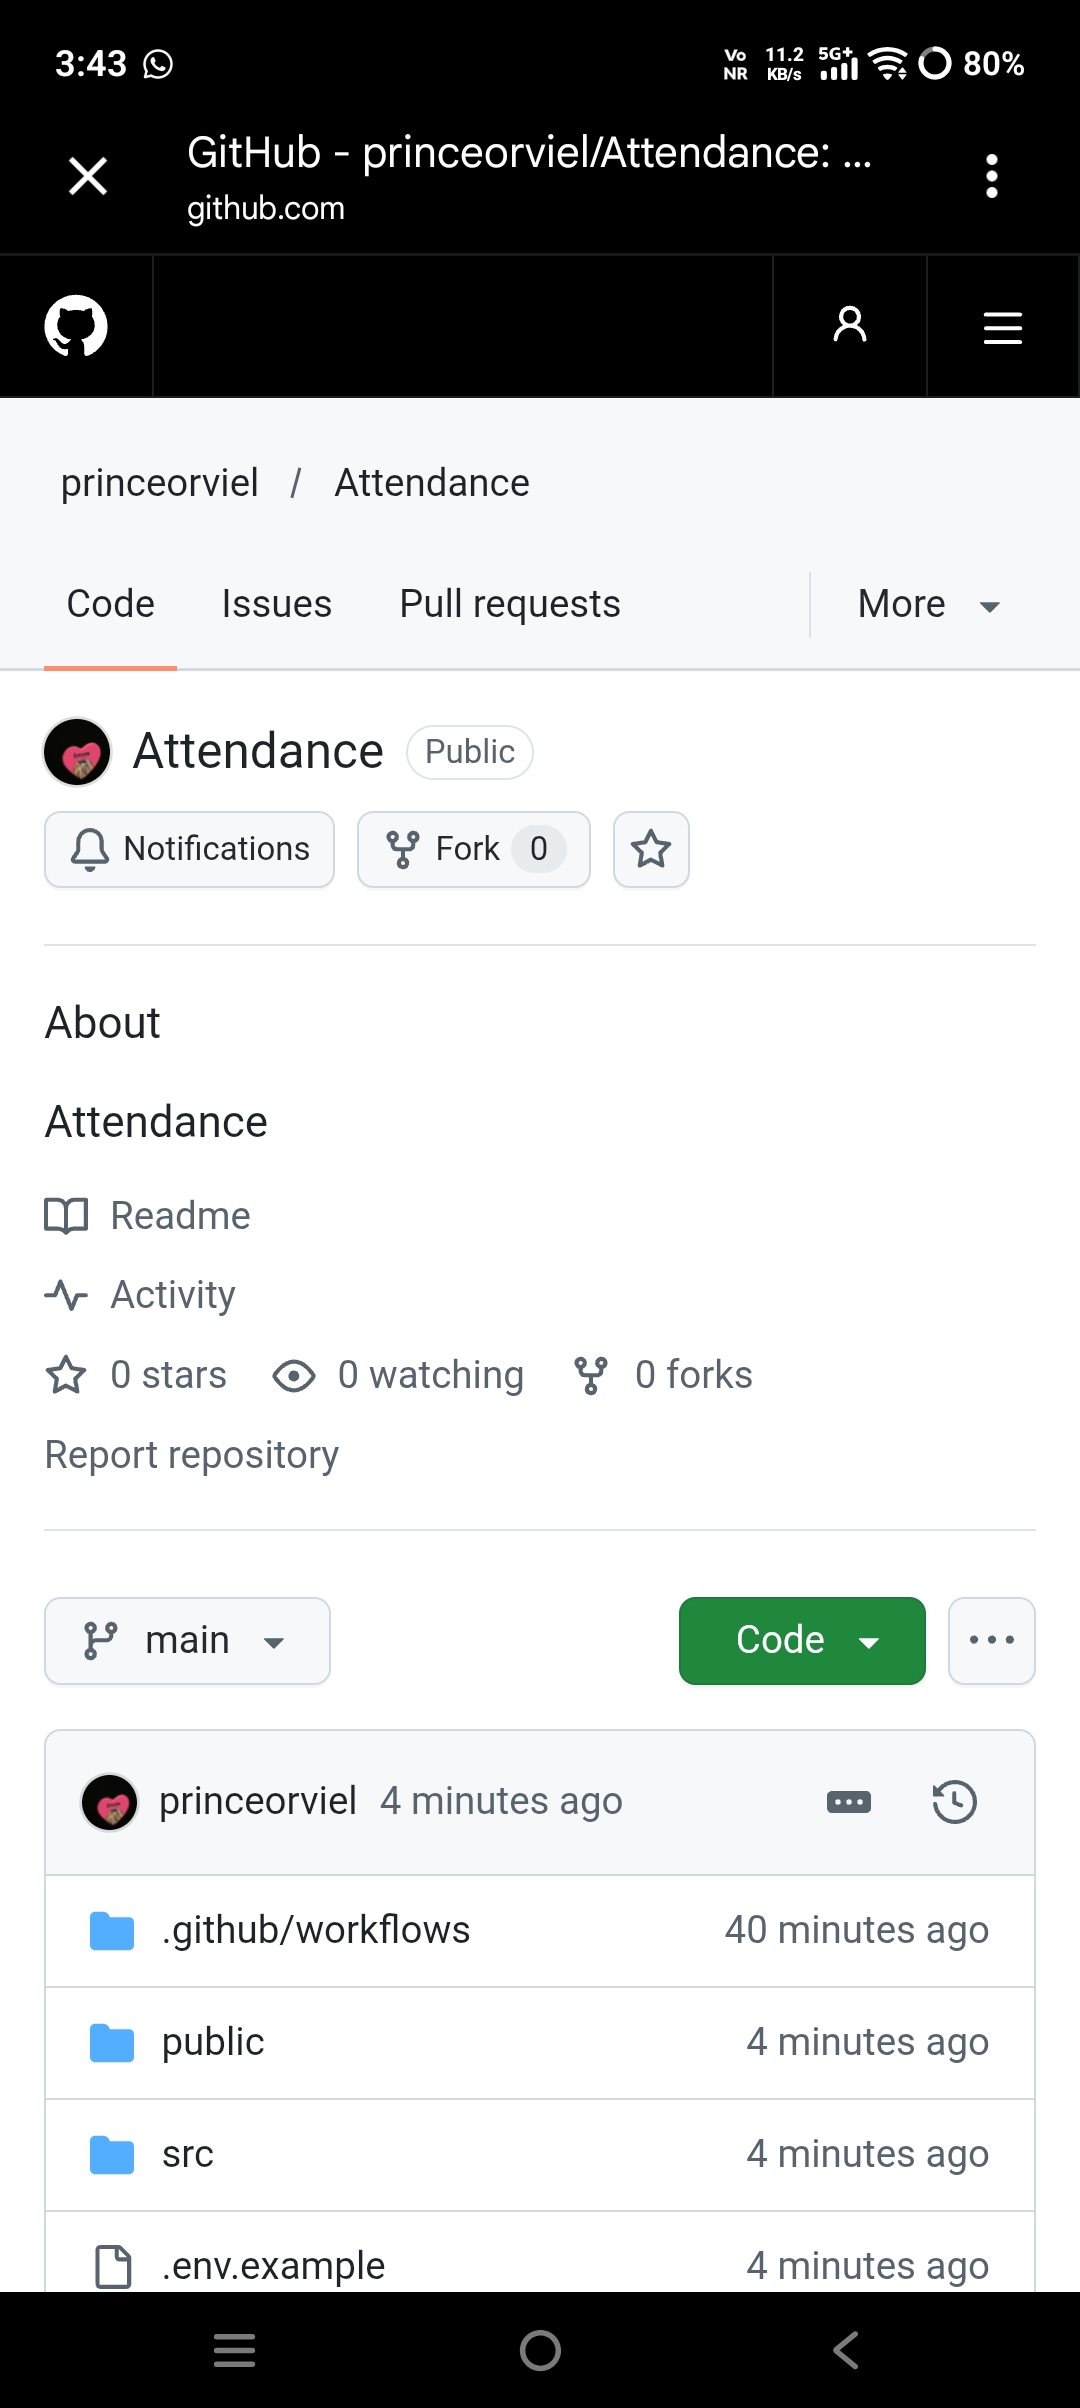 3:43
Vo NR 11.2 KB/s 5G+ 80%
GitHub - princeorviel/Attendance: ...
github.com
princeorviel / Attendance
Code Issues Pull requests More
Attendance Public
Notifications Fork 0
About
Attendance
Readme
Activity
0 stars 0 watching 0 forks
Report repository
main Code
princeorviel 4 minutes ago
.github/workflows 40 minutes ago
public 4 minutes ago
src 4 minutes ago
.env.example 4 minutes ago